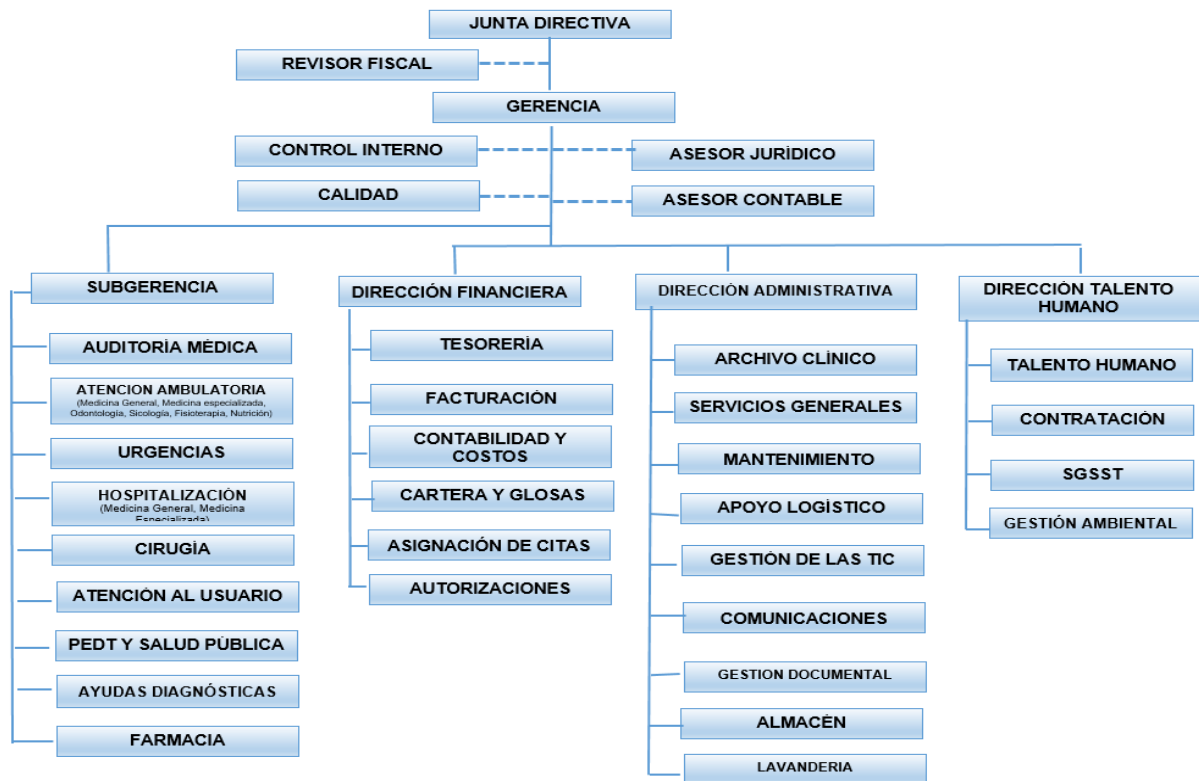 JUNTA DIRECTIVA
REVISOR FISCAL
GERENCIA
CONTROL INTERNO
ASESOR JURÍDICO
CALIDAD
ASESOR CONTABLE
SUBGERENCIA
AUDITORÍA MÉDICA
ATENCION AMBULATORIA
(Medicina General, Medicina especializada,
Odontología, Sicología, Fisioterapia, Nutrición)
URGENCIAS
HOSPITALIZACIÓN
(Medicina General, Medicina
Especializada)
CIRUGÍA
ATENCIÓN AL USUARIO
PEDT Y SALUD PÚBLICA
AYUDAS DIAGNÓSTICAS
FARMACIA
DIRECCIÓN FINANCIERA
TESORERÍA
FACTURACIÓN
CONTABILIDAD Y
COSTOS
CARTERA Y GLOSAS
ASIGNACIÓN DE CITAS
AUTORIZACIONES
DIRECCIÓN ADMINISTRATIVA
ARCHIVO CLÍNICO
SERVICIOS GENERALES
MANTENIMIENTO
APOYO LOGÍSTICO
GESTIÓN DE LAS TIC
COMUNICACIONES
GESTION DOCUMENTAL
ALMACÉN
LAVANDERIA
DIRECCIÓN TALENTO
HUMANO
TALENTO HUMANO
CONTRATACIÓN
SGSST
GESTIÓN AMBIENTAL